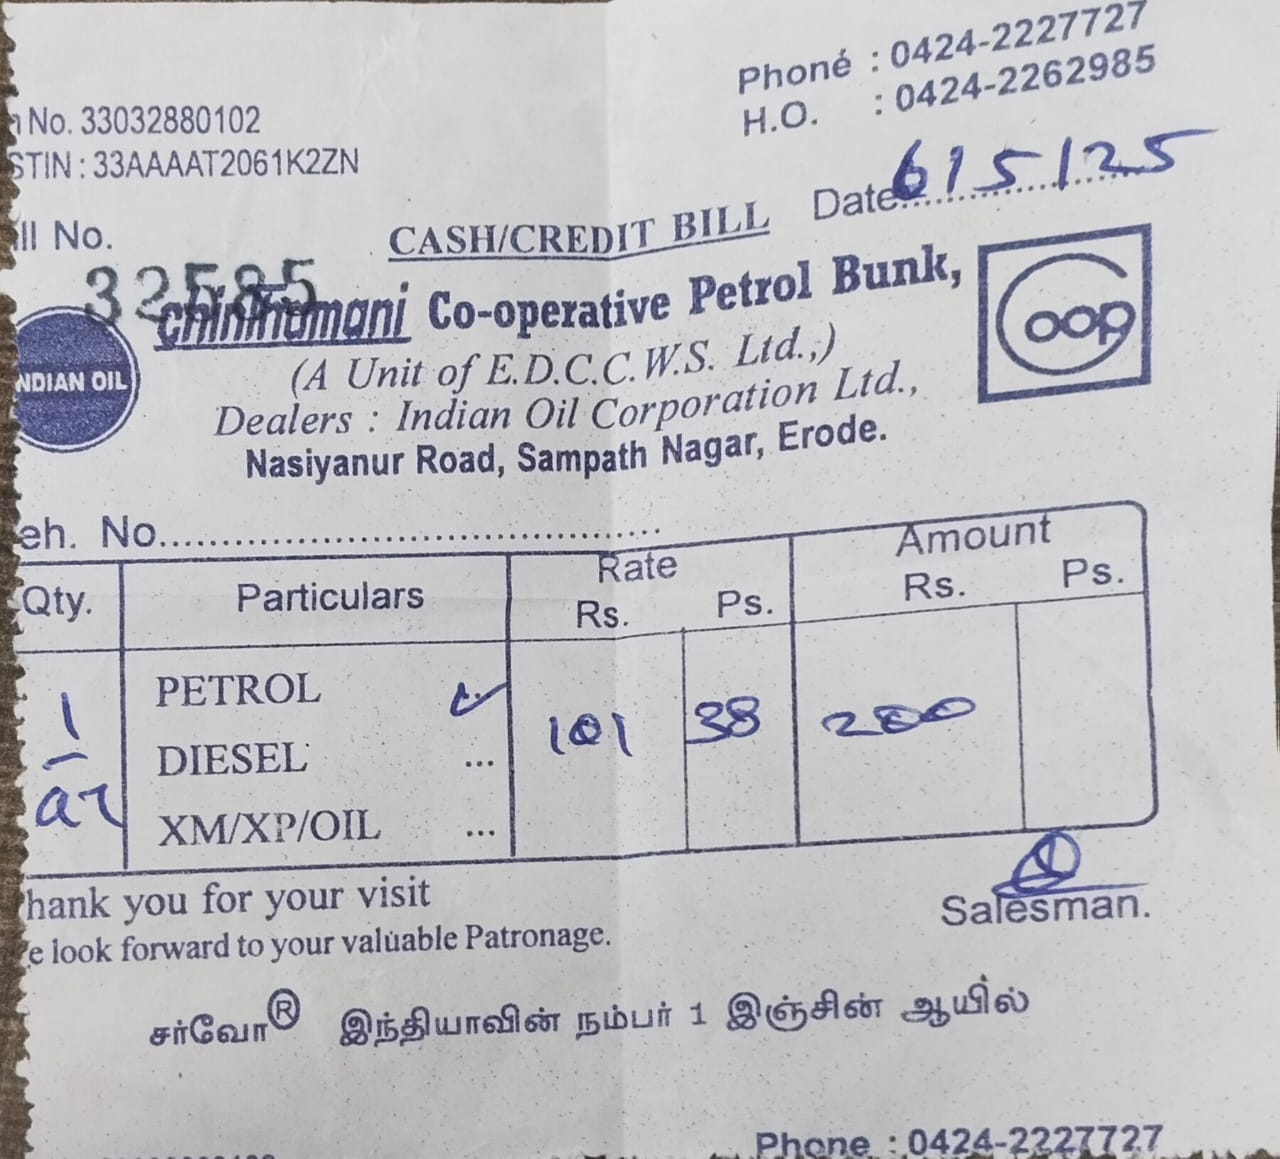 Phone : 0424-2227727
H.O. : 0424-2262985
No. 33032880102
STIN : 33AAAAT2061K2ZN
Date 6/5/25
ll No. 32585
CASH/CREDIT BILL
Chinthamani Co-operative Petrol Bunk,
COOP
(A Unit of E.D.C.C.W.S. Ltd.,)
NDIAN OIL
Dealers : Indian Oil Corporation Ltd.,
Nasiyanur Road, Sampath Nagar, Erode.
eh. No.
Qty. Particulars Rate Rs. Ps. Amount Rs. Ps.
PETROL
1 101 38 200
DIESEL ...
XM/XP/OIL ...
hank you for your visit
Salesman.
e look forward to your valuable Patronage.
சர்வோ® இந்தியாவின் நம்பர் 1 இஞ்சின் ஆயில்
Phone : 0424-2227727